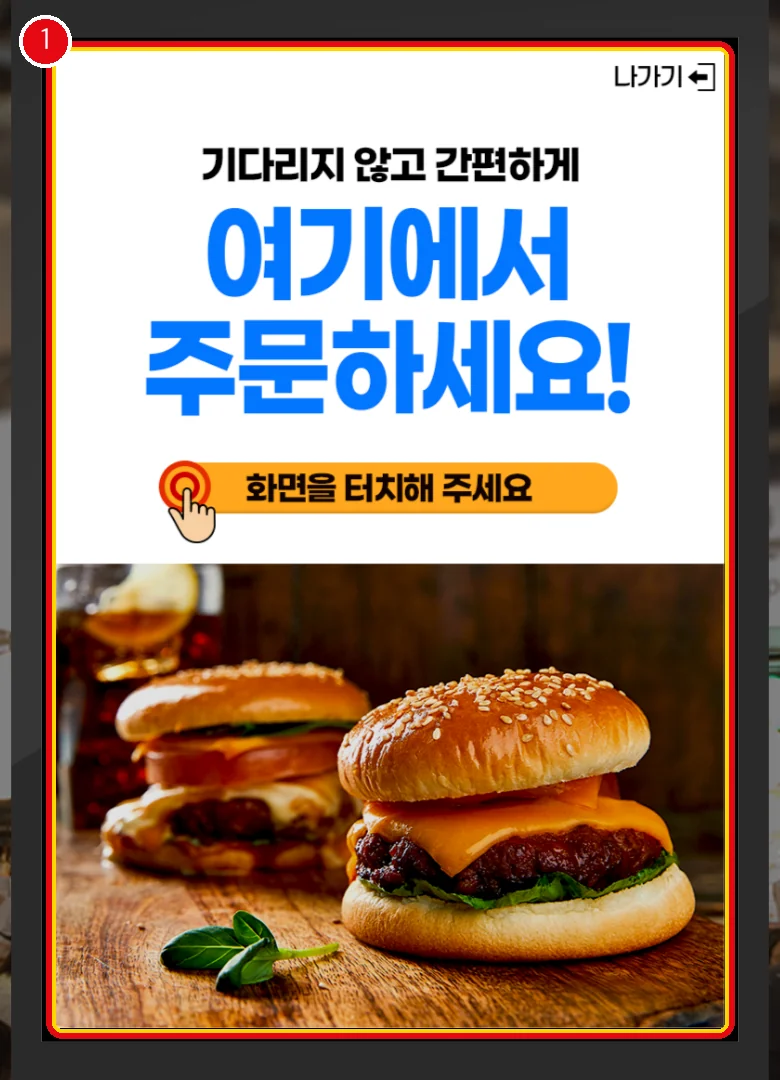 1
나가기
기다리지 않고 간편하게
여기에서
주문하세요!
화면을 터치해 주세요